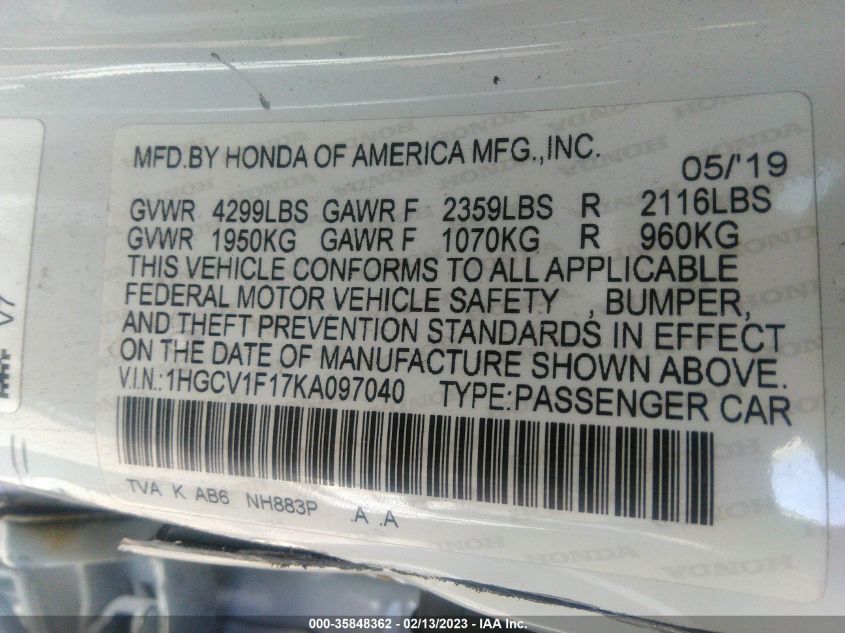 MFD.BY HONDA OF AMERICA MFG.,INC. 05/'19
GVWR 4299LBS GAWR F 2359LBS R 2116LBS
GVWR 1950KG GAWR F 1070KG R 960KG
THIS VEHICLE CONFORMS TO ALL APPLICABLE
FEDERAL MOTOR VEHICLE SAFETY , BUMPER,
AND THEFT PREVENTION STANDARDS IN EFFECT
ON THE DATE OF MANUFACTURE SHOWN ABOVE.
V.I.N.:1HGCV1F17KA097040 TYPE:PASSENGER CAR
TVA K AB6 NH883P .A .A
V7
HONDA
000-35848362 - 02/13/2023 - IAA Inc.